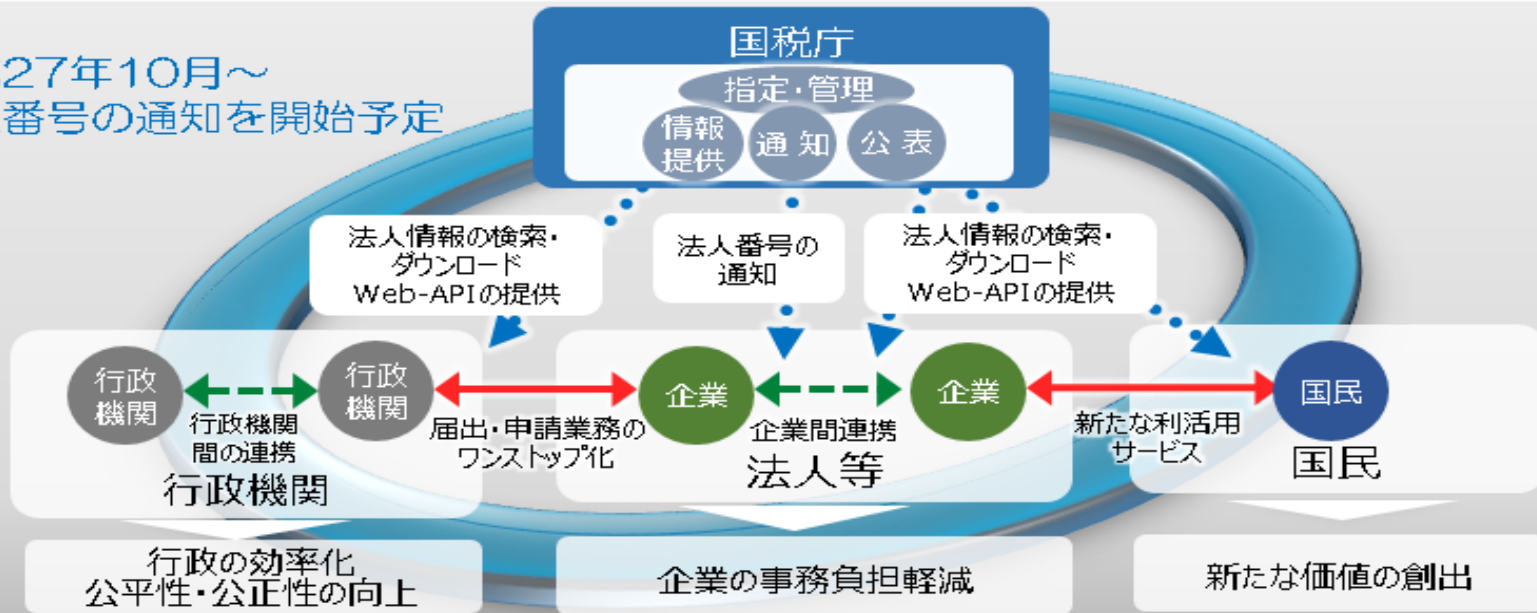 国税庁
27年10月～
番号の通知を開始予定
指定・管理
情報
提供
通 知
公 表
法人情報の検索・
ダウンロード
Web-APIの提供
法人番号の
通知
法人情報の検索・
ダウンロード
Web-APIの提供
行政
機関
行政
機関
企業
企業
国民
行政機関
間の連携
届出・申請業務の
ワンストップ化
企業間連携
新たな利活用
サービス
行政機関
法人等
国民
行政の効率化
公平性・公正性の向上
企業の事務負担軽減
新たな価値の創出